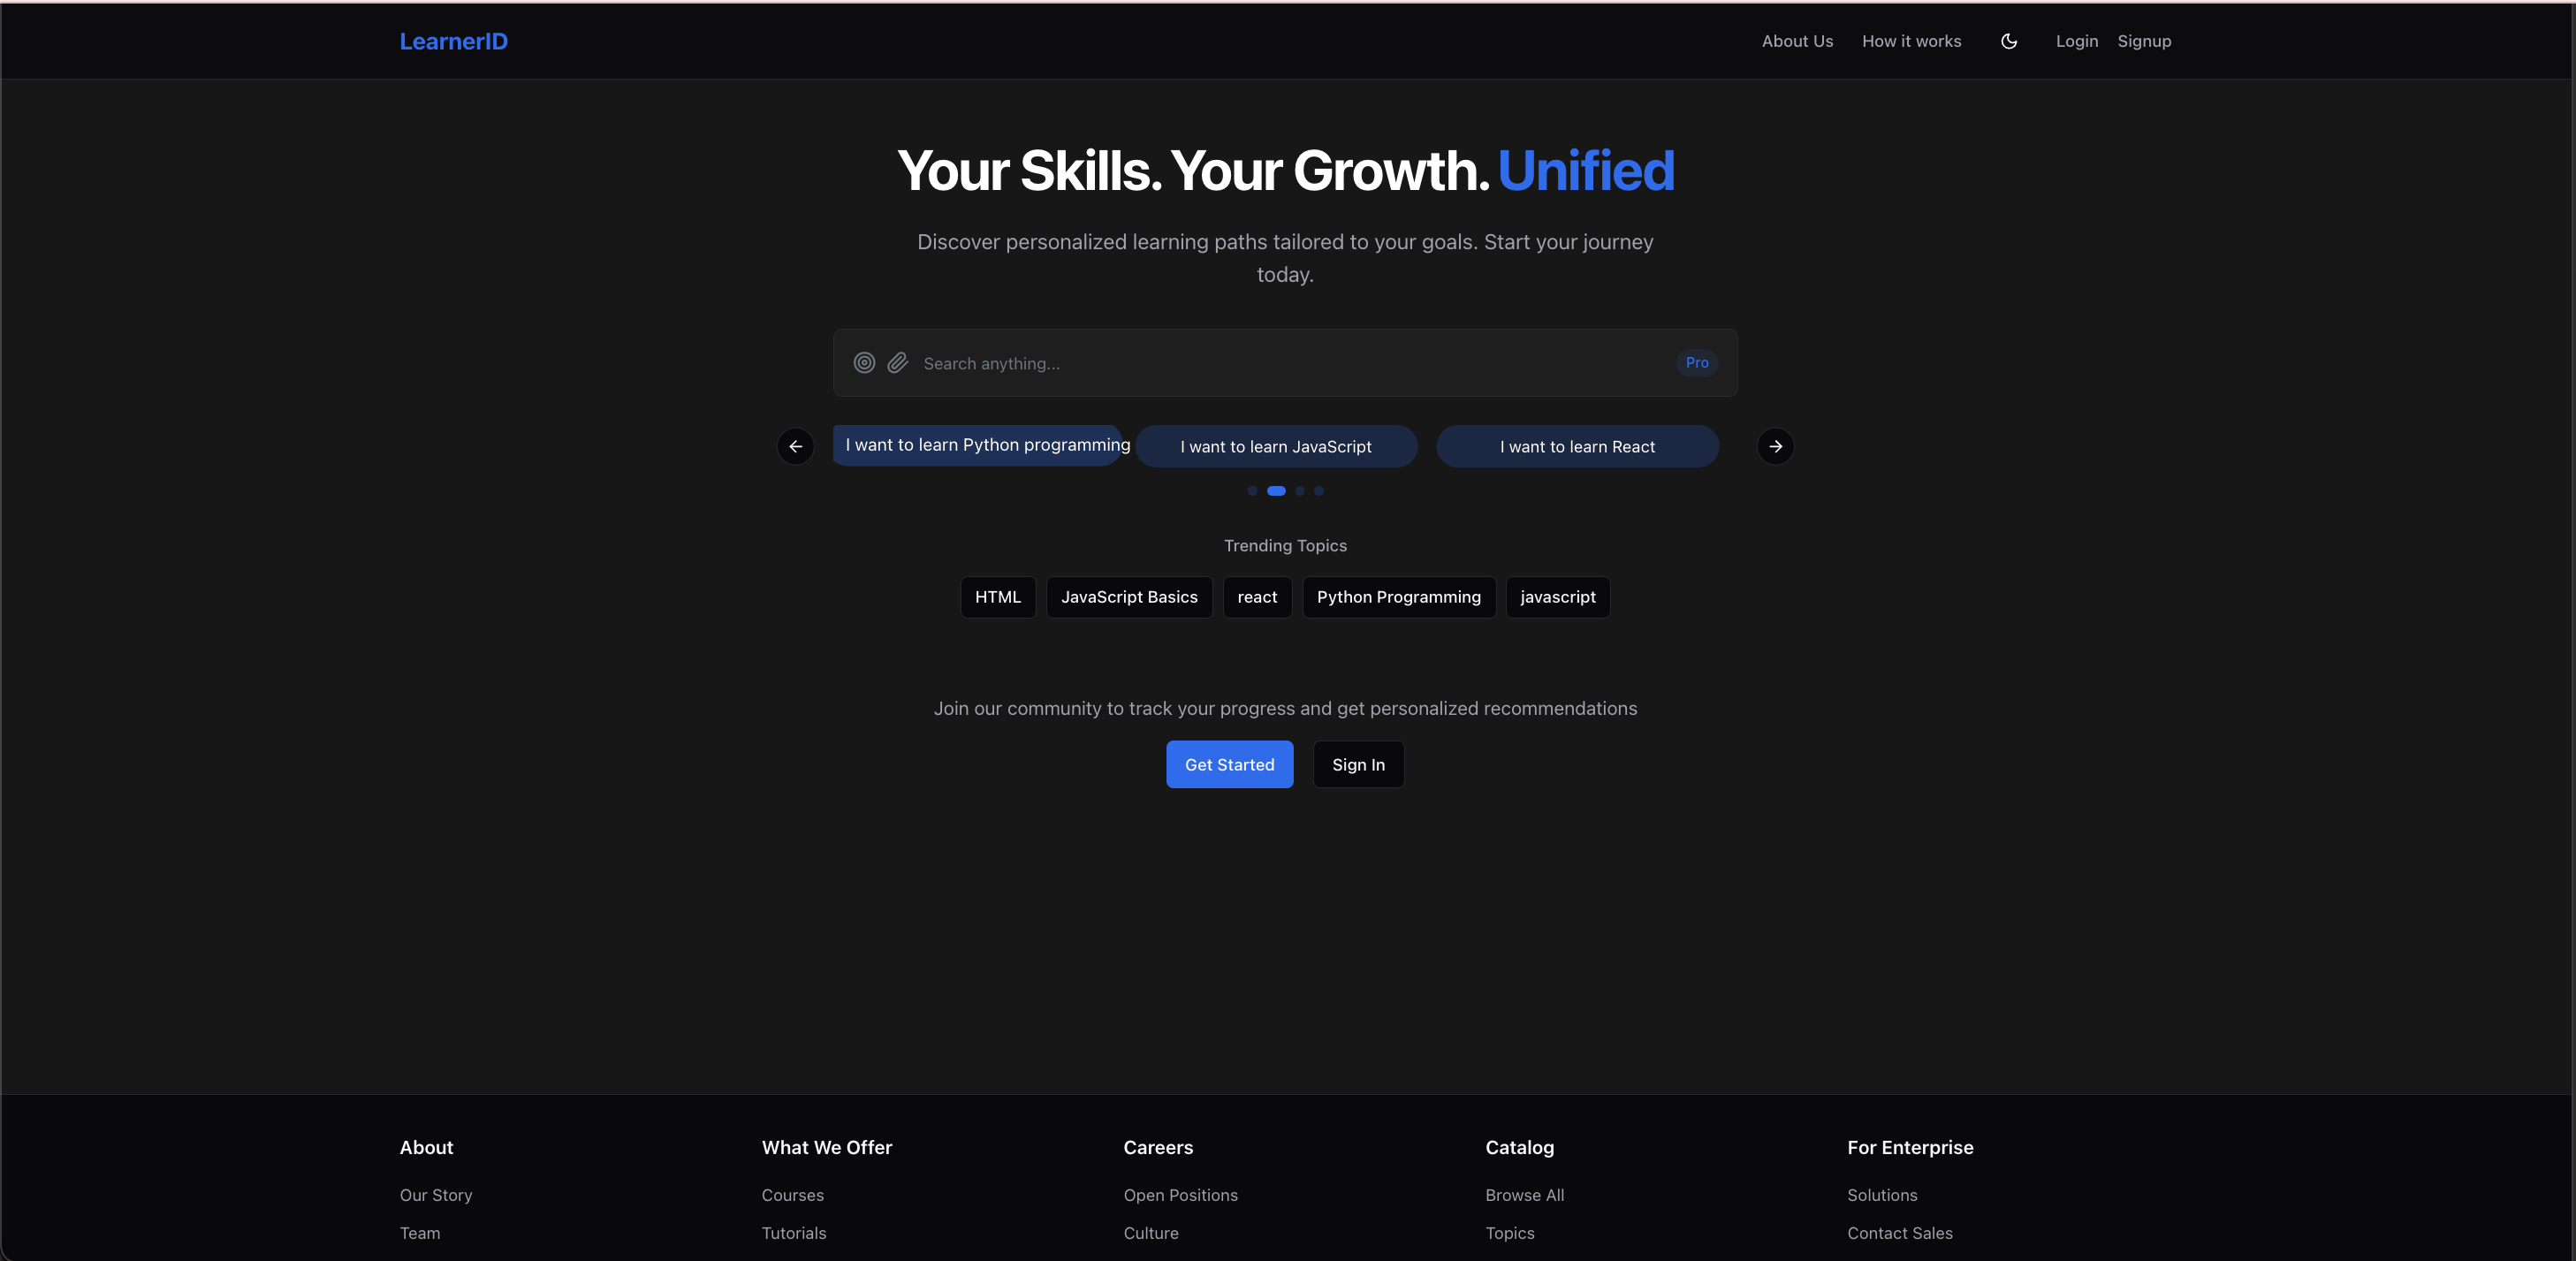 LearnerID
About Us
How it works
Login
Signup
Your Skills. Your Growth. Unified
Discover personalized learning paths tailored to your goals. Start your journey
today.
Search anything...
Pro
I want to learn Python programming
I want to learn JavaScript
I want to learn React
Trending Topics
HTML
JavaScript Basics
react
Python Programming
javascript
Join our community to track your progress and get personalized recommendations
Get Started
Sign In
About
Our Story
Team
What We Offer
Courses
Tutorials
Careers
Open Positions
Culture
Catalog
Browse All
Topics
For Enterprise
Solutions
Contact Sales